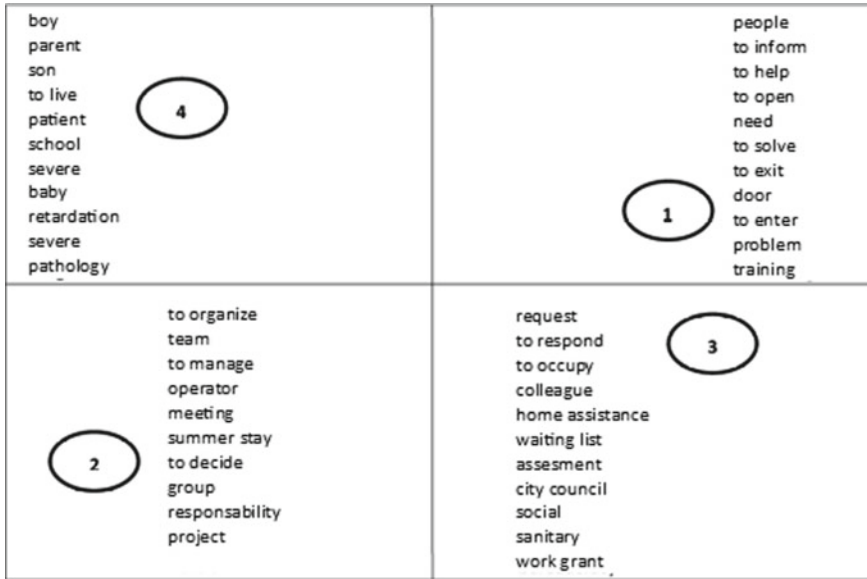 boy
parent
son
to live
patient
school
severe
baby
retardation
severe
pathology
4
people
to inform
to help
to open
need
to solve
to exit
door
to enter
problem
training
1
to organize
team
to manage
operator
meeting
summer stay
to decide
group
responsability
project
2
request
to respond
to occupy
colleague
home assistance
waiting list
assesment
city council
social
sanitary
work grant
3